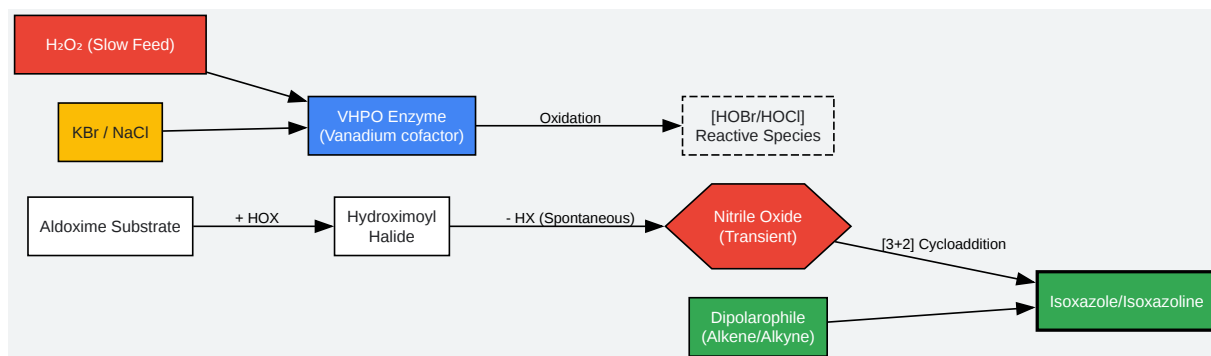 H₂O₂ (Slow Feed)
KBr / NaCl
VHPO Enzyme
(Vanadium cofactor)
Oxidation
[HOBr/HOCl]
Reactive Species
Aldoxime Substrate
+ HOX
Hydroximoyl
Halide
- HX (Spontaneous)
Nitrile Oxide
(Transient)
[3+2] Cycloaddition
Dipolarophile
(Alkene/Alkyne)
Isoxazole/Isoxazoline